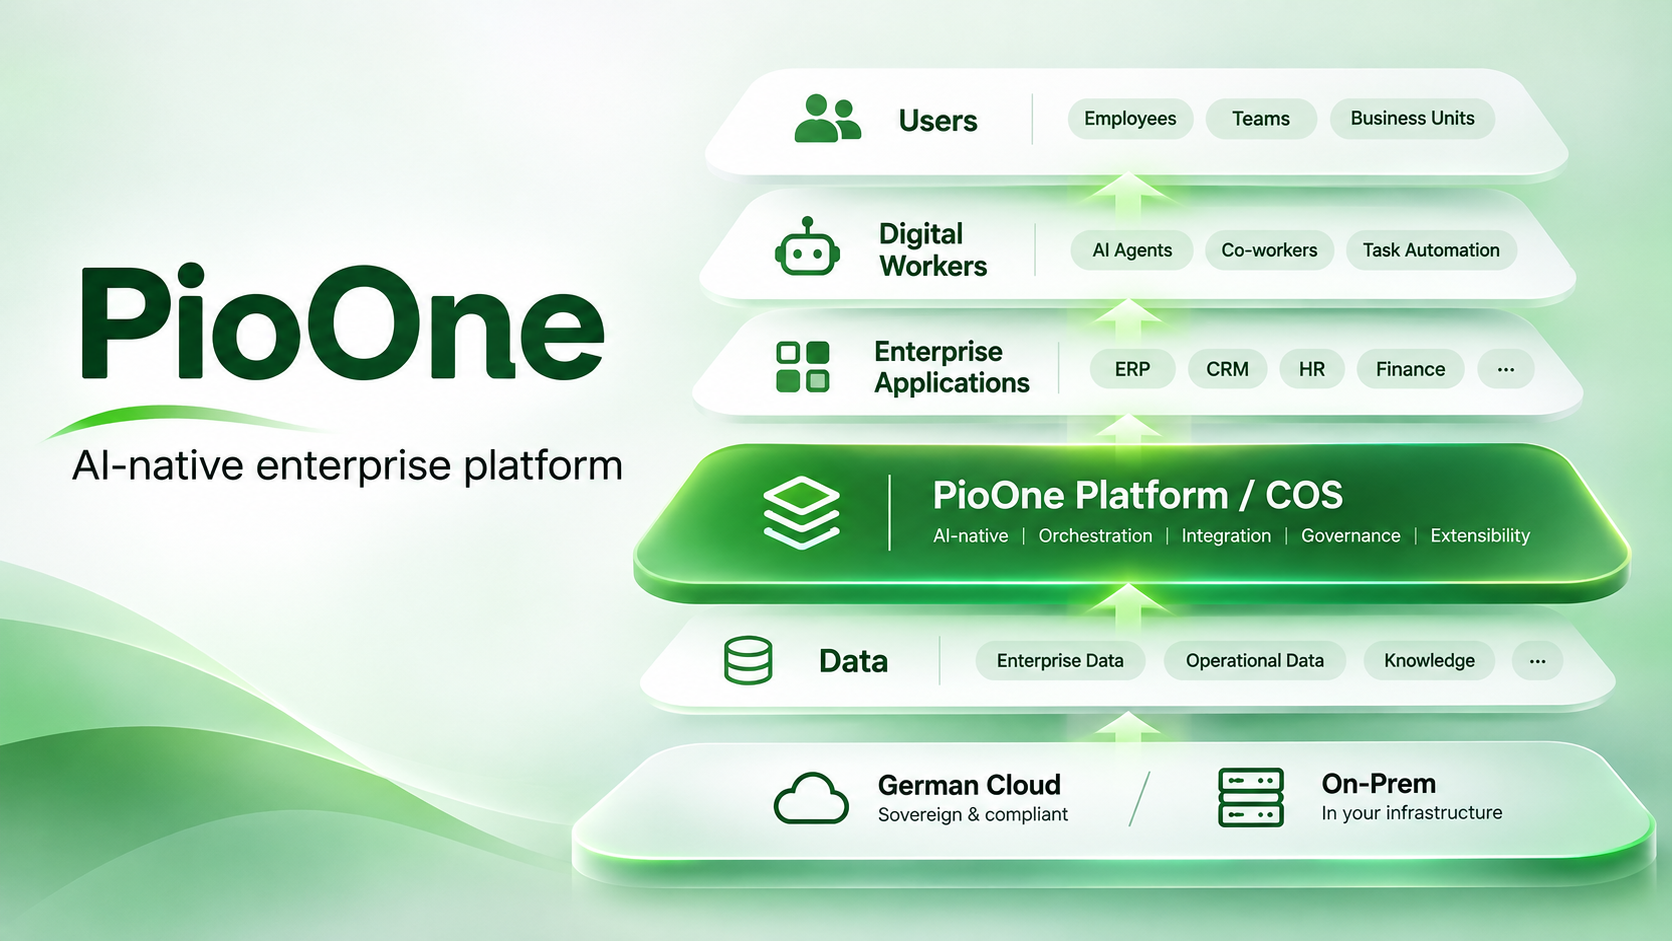 PioOne
AI-native enterprise platform
Users
Employees
Teams
Business Units
Digital
Workers
AI Agents
Co-workers
Task Automation
Enterprise
Applications
ERP
CRM
HR
Finance
...
PioOne Platform / COS
AI-native | Orchestration | Integration | Governance | Extensibility
Data
Enterprise Data
Operational Data
Knowledge
...
German Cloud
Sovereign & compliant
/
On-Prem
In your infrastructure